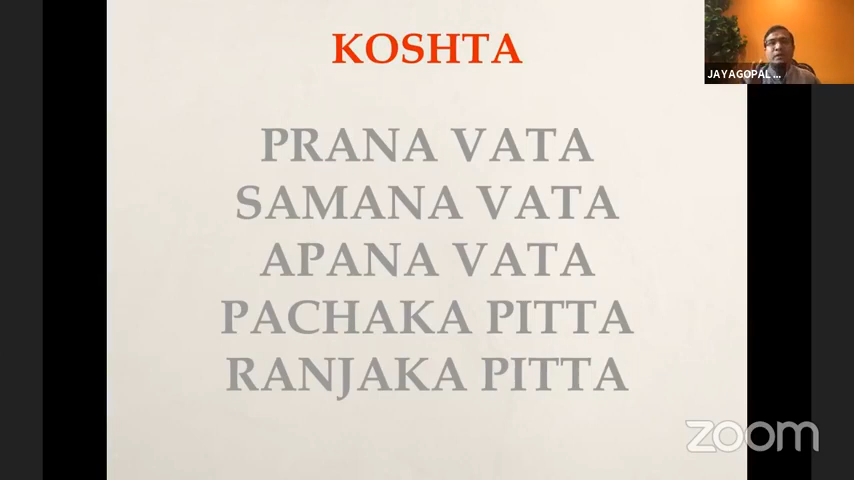 KOSHTA
JAYAGOPAL ...
PRANA VATA
SAMANA VATA
APANA VATA
PACHAKA PITTA
RANJAKA PITTA
zoom